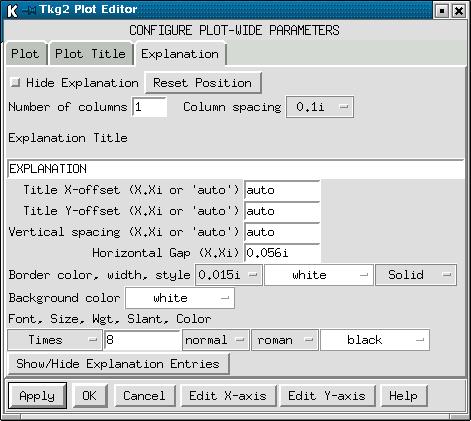 Tkg2 Plot Editor
CONFIGURE PLOT-WIDE PARAMETERS
Plot Plot Title Explanation
Hide Explanation Reset Position
Number of columns 1 Column spacing 0.1i
Explanation Title
EXPLANATION
Title X-offset (X.Xi or 'auto') auto
Title Y-offset (X.Xi or 'auto') auto
Vertical spacing (X.Xi or 'auto') auto
Horizontal Gap (X.Xi) 0.056i
Border color, width, style 0.015i white Solid
Background color white
Font, Size, Wgt, Slant, Color
Times 8 normal roman black
Show/Hide Explanation Entries
Apply OK Cancel Edit X-axis Edit Y-axis Help